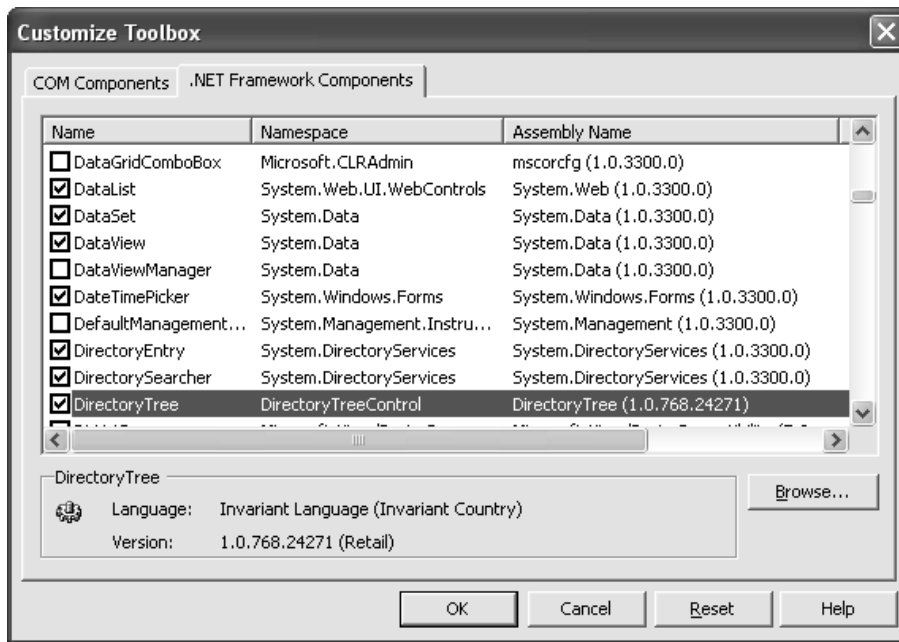 Customize Toolbox
COM Components .NET Framework Components
Name Namespace Assembly Name
DataGridComboBox Microsoft.CLRAdmin mscorcfg (1.0.3300.0)
DataList System.Web.UI.WebControls System.Web (1.0.3300.0)
DataSet System.Data System.Data (1.0.3300.0)
DataView System.Data System.Data (1.0.3300.0)
DataViewManager System.Data System.Data (1.0.3300.0)
DateTimePicker System.Windows.Forms System.Windows.Forms (1.0.3300.0)
DefaultManagement... System.Management.Instru... System.Management (1.0.3300.0)
DirectoryEntry System.DirectoryServices System.DirectoryServices (1.0.3300.0)
DirectorySearcher System.DirectoryServices System.DirectoryServices (1.0.3300.0)
DirectoryTree DirectoryTreeControl DirectoryTree (1.0.768.24271)
DirectoryTree
Browse...
Language: Invariant Language (Invariant Country)
Version: 1.0.768.24271 (Retail)
OK Cancel Reset Help